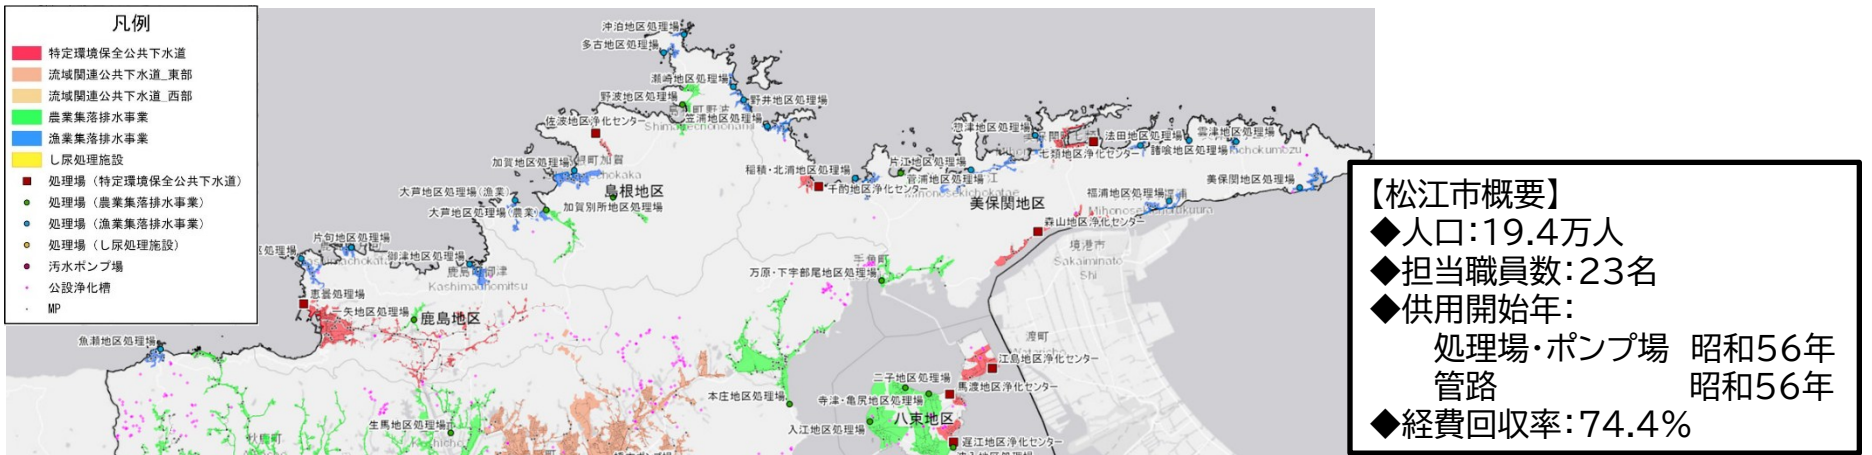 凡例
特定環境保全公共下水道
流域関連公共下水道_東部
流域関連公共下水道_西部
農業集落排水事業
漁業集落排水事業
し尿処理施設
処理場（特定環境保全公共下水道）
処理場（農業集落排水事業）
処理場（漁業集落排水事業）
処理場（し尿処理施設）
汚水ポンプ場
公設浄化槽
MP
沖泊地区処理場
多古地区処理場
瀬崎地区処理場
野波地区処理場
野井地区処理場
笠浦地区処理場
佐波地区浄化センター
加賀地区処理場
島根地区
加賀別所地区処理場
大芦地区処理場(漁業)
大芦地区処理場(農業)
稲積・北浦地区処理場
千酌地区浄化センター
片江地区処理場
菅浦地区処理場
惣津地区処理場
七類地区浄化センター
法田地区処理場
諸喰地区処理場
雲津地区処理場
美保関地区処理場
福浦地区処理場
美保関地区
森山地区浄化センター
境港市
Sakaiminato
Shi
片句地区処理場
御津地区処理場
Kashimachomitsu
恵曇処理場
一矢地区処理場
鹿島地区
魚瀬地区処理場
手角町
万原・下宇部尾地区処理場
本庄地区処理場
生馬地区処理場
渡町
江島地区浄化センター
二子地区処理場
馬渡地区浄化センター
寺津・亀尻地区処理場
八束地区
入江地区処理場
遅江地区浄化センター
【松江市概要】
◆人口：19.4万人
◆担当職員数：23名
◆供用開始年：
処理場・ポンプ場 昭和56年
管路 昭和56年
◆経費回収率：74.4%